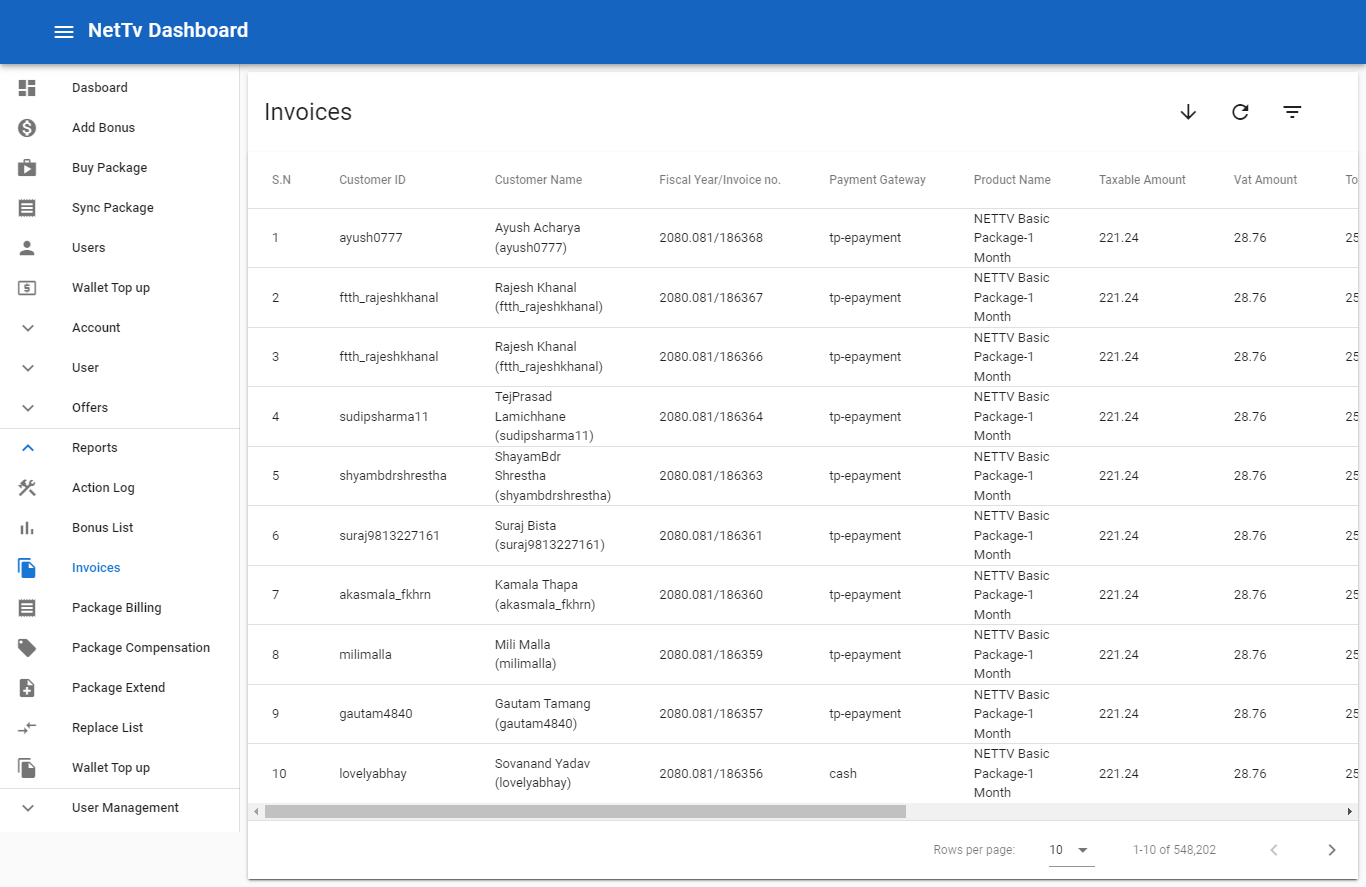 NetTv Dashboard
Dasboard
Add Bonus
Buy Package
Sync Package
Users
Wallet Top up
Account
User
Offers
Reports
Action Log
Bonus List
Invoices
Package Billing
Package Compensation
Package Extend
Replace List
Wallet Top up
User Management
Invoices
S.N Customer ID Customer Name Fiscal Year/Invoice no. Payment Gateway Product Name Taxable Amount Vat Amount To
1 ayush0777 Ayush Acharya (ayush0777) 2080.081/186368 tp-epayment NETTV Basic Package-1 Month 221.24 28.76 25
2 ftth_rajeshkhanal Rajesh Khanal (ftth_rajeshkhanal) 2080.081/186367 tp-epayment NETTV Basic Package-1 Month 221.24 28.76 25
3 ftth_rajeshkhanal Rajesh Khanal (ftth_rajeshkhanal) 2080.081/186366 tp-epayment NETTV Basic Package-1 Month 221.24 28.76 25
4 sudipsharma11 TejPrasad Lamichhane (sudipsharma11) 2080.081/186364 tp-epayment NETTV Basic Package-1 Month 221.24 28.76 25
5 shyambdrshrestha ShayamBdr Shrestha (shyambdrshrestha) 2080.081/186363 tp-epayment NETTV Basic Package-1 Month 221.24 28.76 25
6 suraj9813227161 Suraj Bista (suraj9813227161) 2080.081/186361 tp-epayment NETTV Basic Package-1 Month 221.24 28.76 25
7 akasmala_fkhrn Kamala Thapa (akasmala_fkhrn) 2080.081/186360 tp-epayment NETTV Basic Package-1 Month 221.24 28.76 25
8 milimalla Mili Malla (milimalla) 2080.081/186359 tp-epayment NETTV Basic Package-1 Month 221.24 28.76 25
9 gautam4840 Gautam Tamang (gautam4840) 2080.081/186357 tp-epayment NETTV Basic Package-1 Month 221.24 28.76 25
10 lovelyabhay Sovanand Yadav (lovelyabhay) 2080.081/186356 cash NETTV Basic Package-1 Month 221.24 28.76 25
Rows per page: 10 1-10 of 548,202